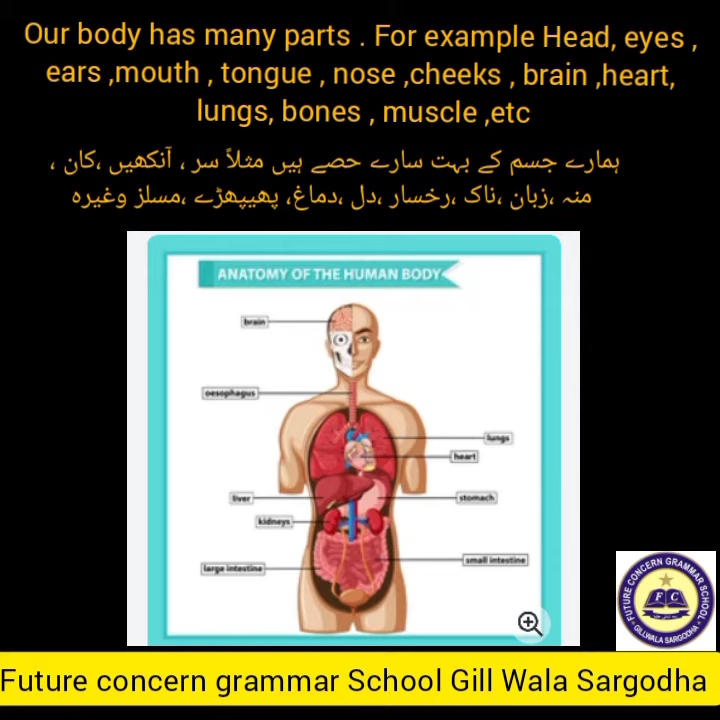 Our body has many parts . For example Head, eyes ,
ears ,mouth , tongue , nose ,cheeks , brain ,heart,
lungs, bones , muscle ,etc
ہمارے جسم کے بہت سارے حصے ہیں مثلاً سر ، آنکھیں ،کان ،
منہ ،زبان ،ناک ،رخسار ،دل ،دماغ، پھیپھڑے ،مسلز وغیرہ
ANATOMY OF THE HUMAN BODY
brain
oesophagus
lungs
heart
liver
stomach
kidneys
small intestine
large intestine
FUTURE CONCERN GRAMMAR SCHOOL
F C
GILLWALA SARGODHA
Future concern grammar School Gill Wala Sargodha